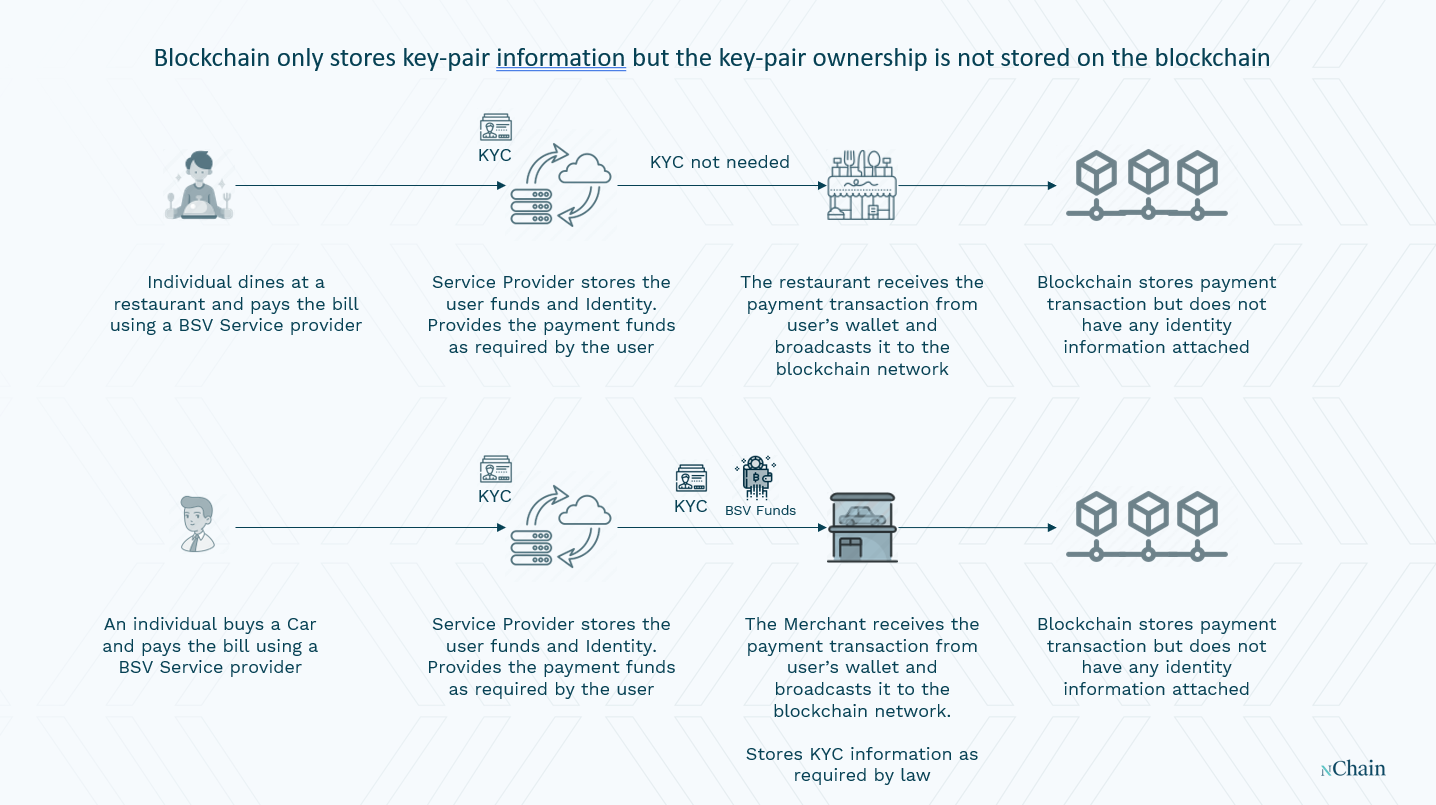 Blockchain only stores key-pair information but the key-pair ownership is not stored on the blockchain
KYC
KYC not needed
Individual dines at a
restaurant and pays the bill
using a BSV Service provider
Service Provider stores the
user funds and Identity.
Provides the payment funds
as required by the user
The restaurant receives the
payment transaction from
user’s wallet and
broadcasts it to the
blockchain network
Blockchain stores payment
transaction but does not
have any identity
information attached
KYC
KYC
BSV Funds
An individual buys a Car
and pays the bill using a
BSV Service provider
Service Provider stores the
user funds and Identity.
Provides the payment funds
as required by the user
The Merchant receives the
payment transaction from
user’s wallet and
broadcasts it to the
blockchain network.
Stores KYC information as
required by law
Blockchain stores payment
transaction but does not
have any identity
information attached
nChain